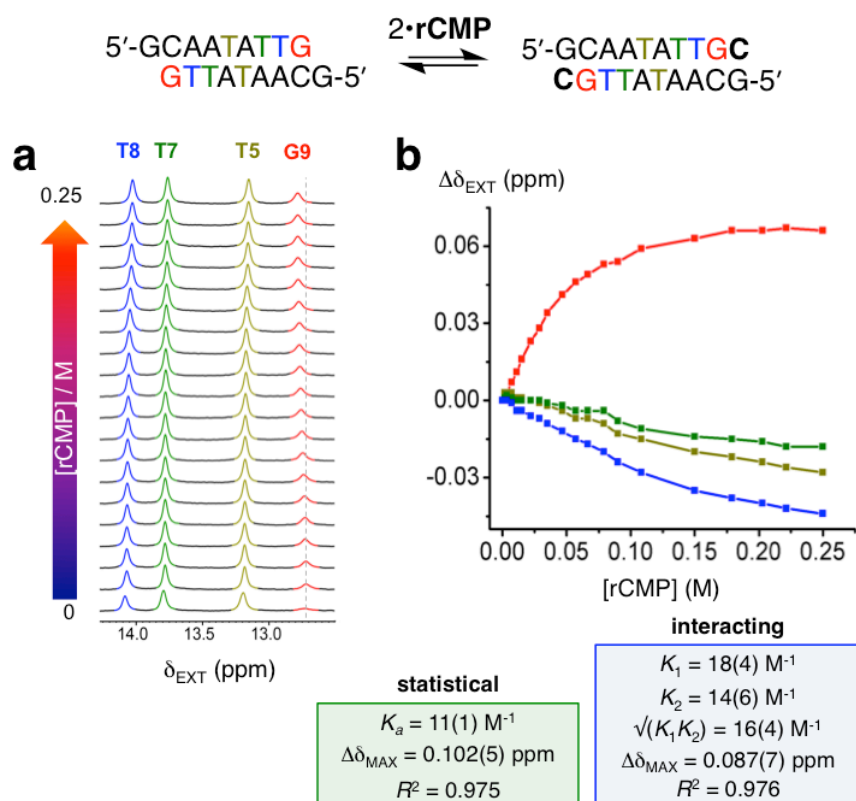 2·rCMP
5′-GCAATATTG
GTTATAACG-5′
5′-GCAATATTGC
CGTTATAACG-5′
a
T8 T7 T5 G9
0.25
[rCMP] / M
0
14.0 13.5 13.0
δEXT (ppm)
b
ΔδEXT (ppm)
0.06
0.03
0.00
-0.03
0.00 0.05 0.10 0.15 0.20 0.25
[rCMP] (M)
statistical
Ka = 11(1) M-1
ΔδMAX = 0.102(5) ppm
R2 = 0.975
interacting
K1 = 18(4) M-1
K2 = 14(6) M-1
√(K1K2) = 16(4) M-1
ΔδMAX = 0.087(7) ppm
R2 = 0.976